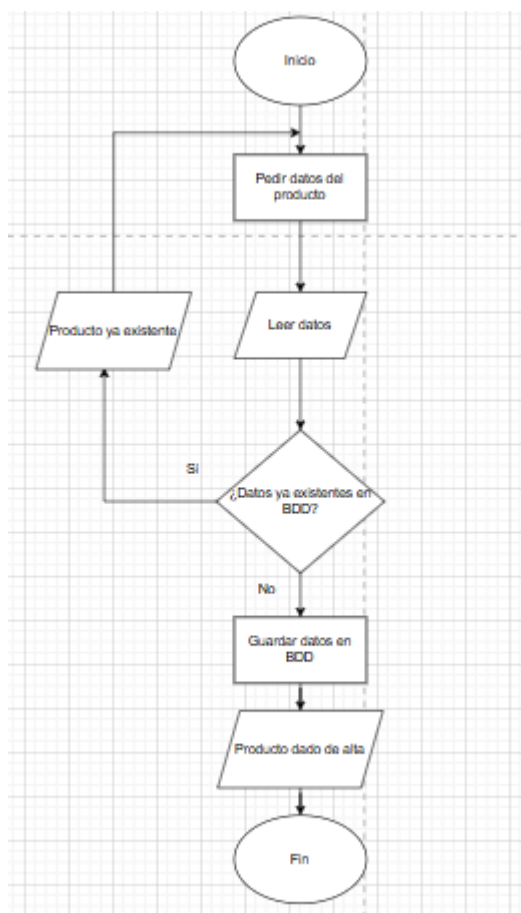 Inicio
Pedir datos del
producto
Producto ya existente
Leer datos
Si
¿Datos ya existentes en
BDD?
No
Guardar datos en
BDD
Producto dado de alta
Fin